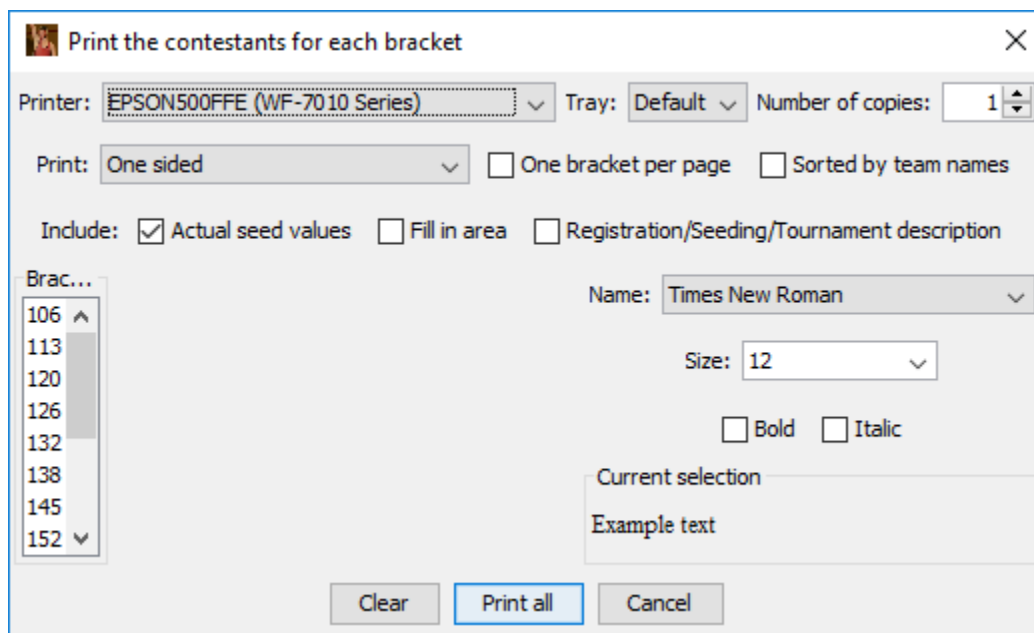 Print the contestants for each bracket
Printer: EPSON500FFE (WF-7010 Series) Tray: Default Number of copies: 1
Print: One sided One bracket per page Sorted by team names
Include: Actual seed values Fill in area Registration/Seeding/Tournament description
Brac...
106
113
120
126
132
138
145
152
Name: Times New Roman
Size: 12
Bold Italic
Current selection
Example text
Clear Print all Cancel